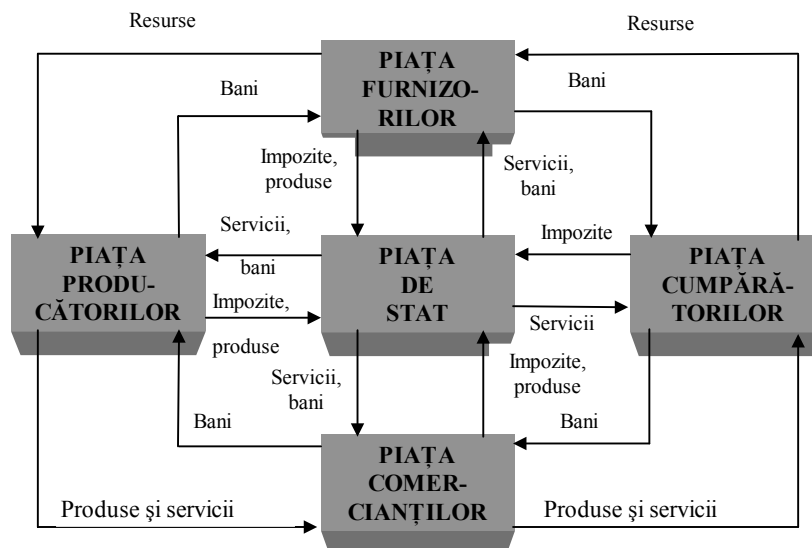 Resurse
Resurse
PIAȚA
FURNIZO-
RILOR
Bani
Bani
Impozite,
produse
Servicii,
bani
Servicii,
bani
Impozite
PIAȚA
PRODU-
CĂTORILOR
PIAȚA
DE
STAT
PIAȚA
CUMPĂRĂ-
TORILOR
Impozite,
produse
Servicii
Servicii,
bani
Impozite,
produse
Bani
Bani
PIAȚA
COMER-
CIANȚILOR
Produse şi servicii
Produse şi servicii